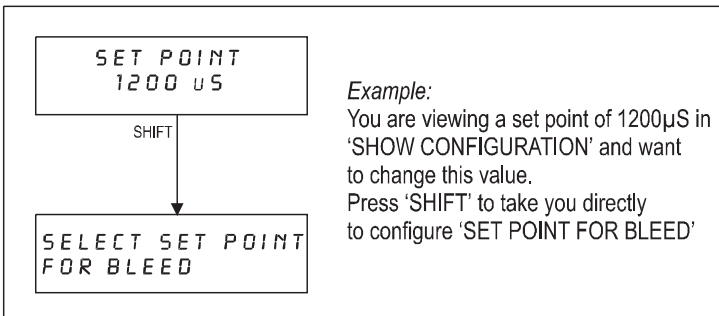 SET POINT
1200 uS
SHIFT
SELECT SET POINT
FOR BLEED
Example:
You are viewing a set point of 1200µS in
‘SHOW CONFIGURATION’ and want
to change this value.
Press ‘SHIFT’ to take you directly
to configure ‘SET POINT FOR BLEED’